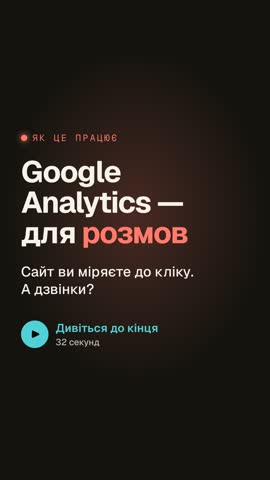 ЯК ЦЕ ПРАЦЮЄ
Google
Analytics —
для розмов
Сайт ви міряєте до кліку.
А дзвінки?
Дивіться до кінця
32 секунд